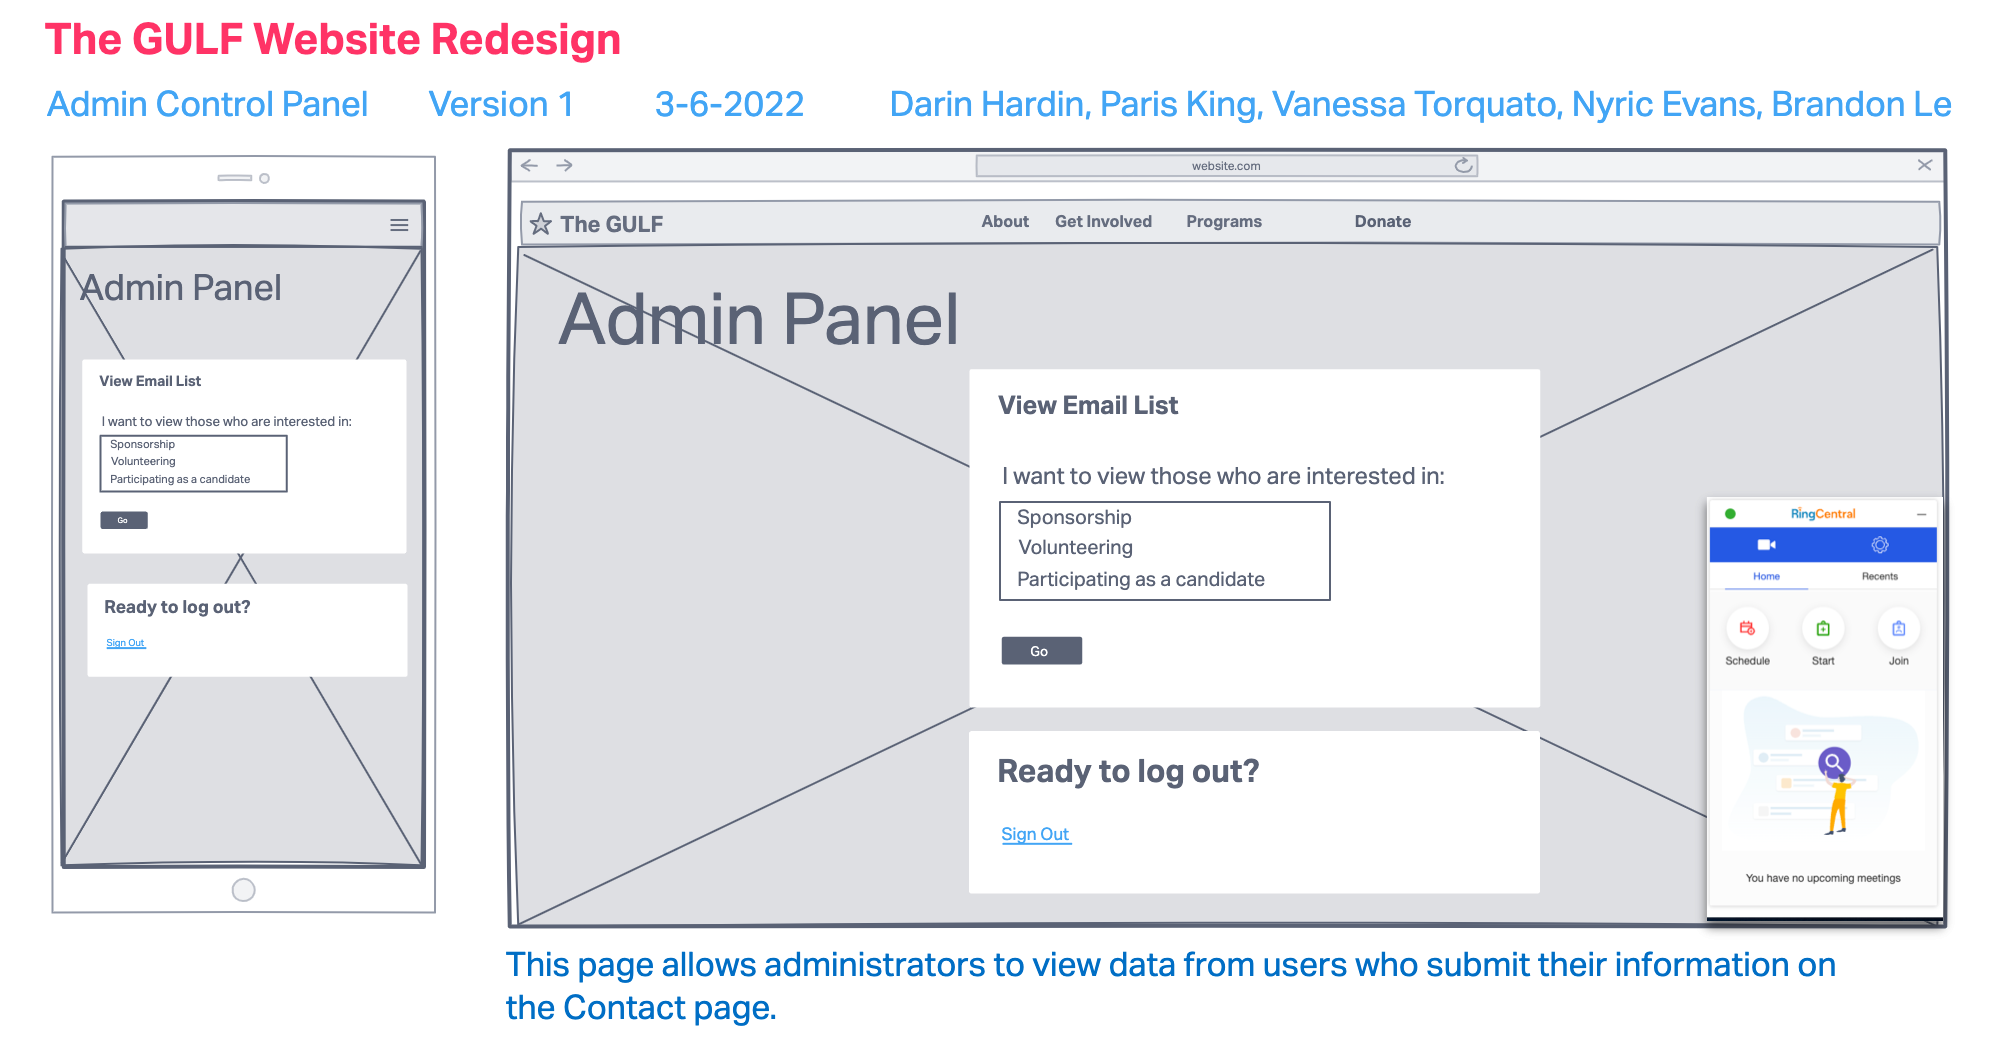 The GULF Website Redesign
Admin Control Panel Version 1 3-6-2022 Darin Hardin, Paris King, Vanessa Torquato, Nyric Evans, Brandon Le
Admin Panel
View Email List
I want to view those who are interested in:
Sponsorship
Volunteering
Participating as a candidate
Go
Ready to log out?
Sign Out
website.com
The GULF About Get Involved Programs Donate
Admin Panel
View Email List
I want to view those who are interested in:
Sponsorship
Volunteering
Participating as a candidate
Go
Ready to log out?
Sign Out
RingCentral
Home Recents
Schedule Start Join
You have no upcoming meetings
This page allows administrators to view data from users who submit their information on
the Contact page.